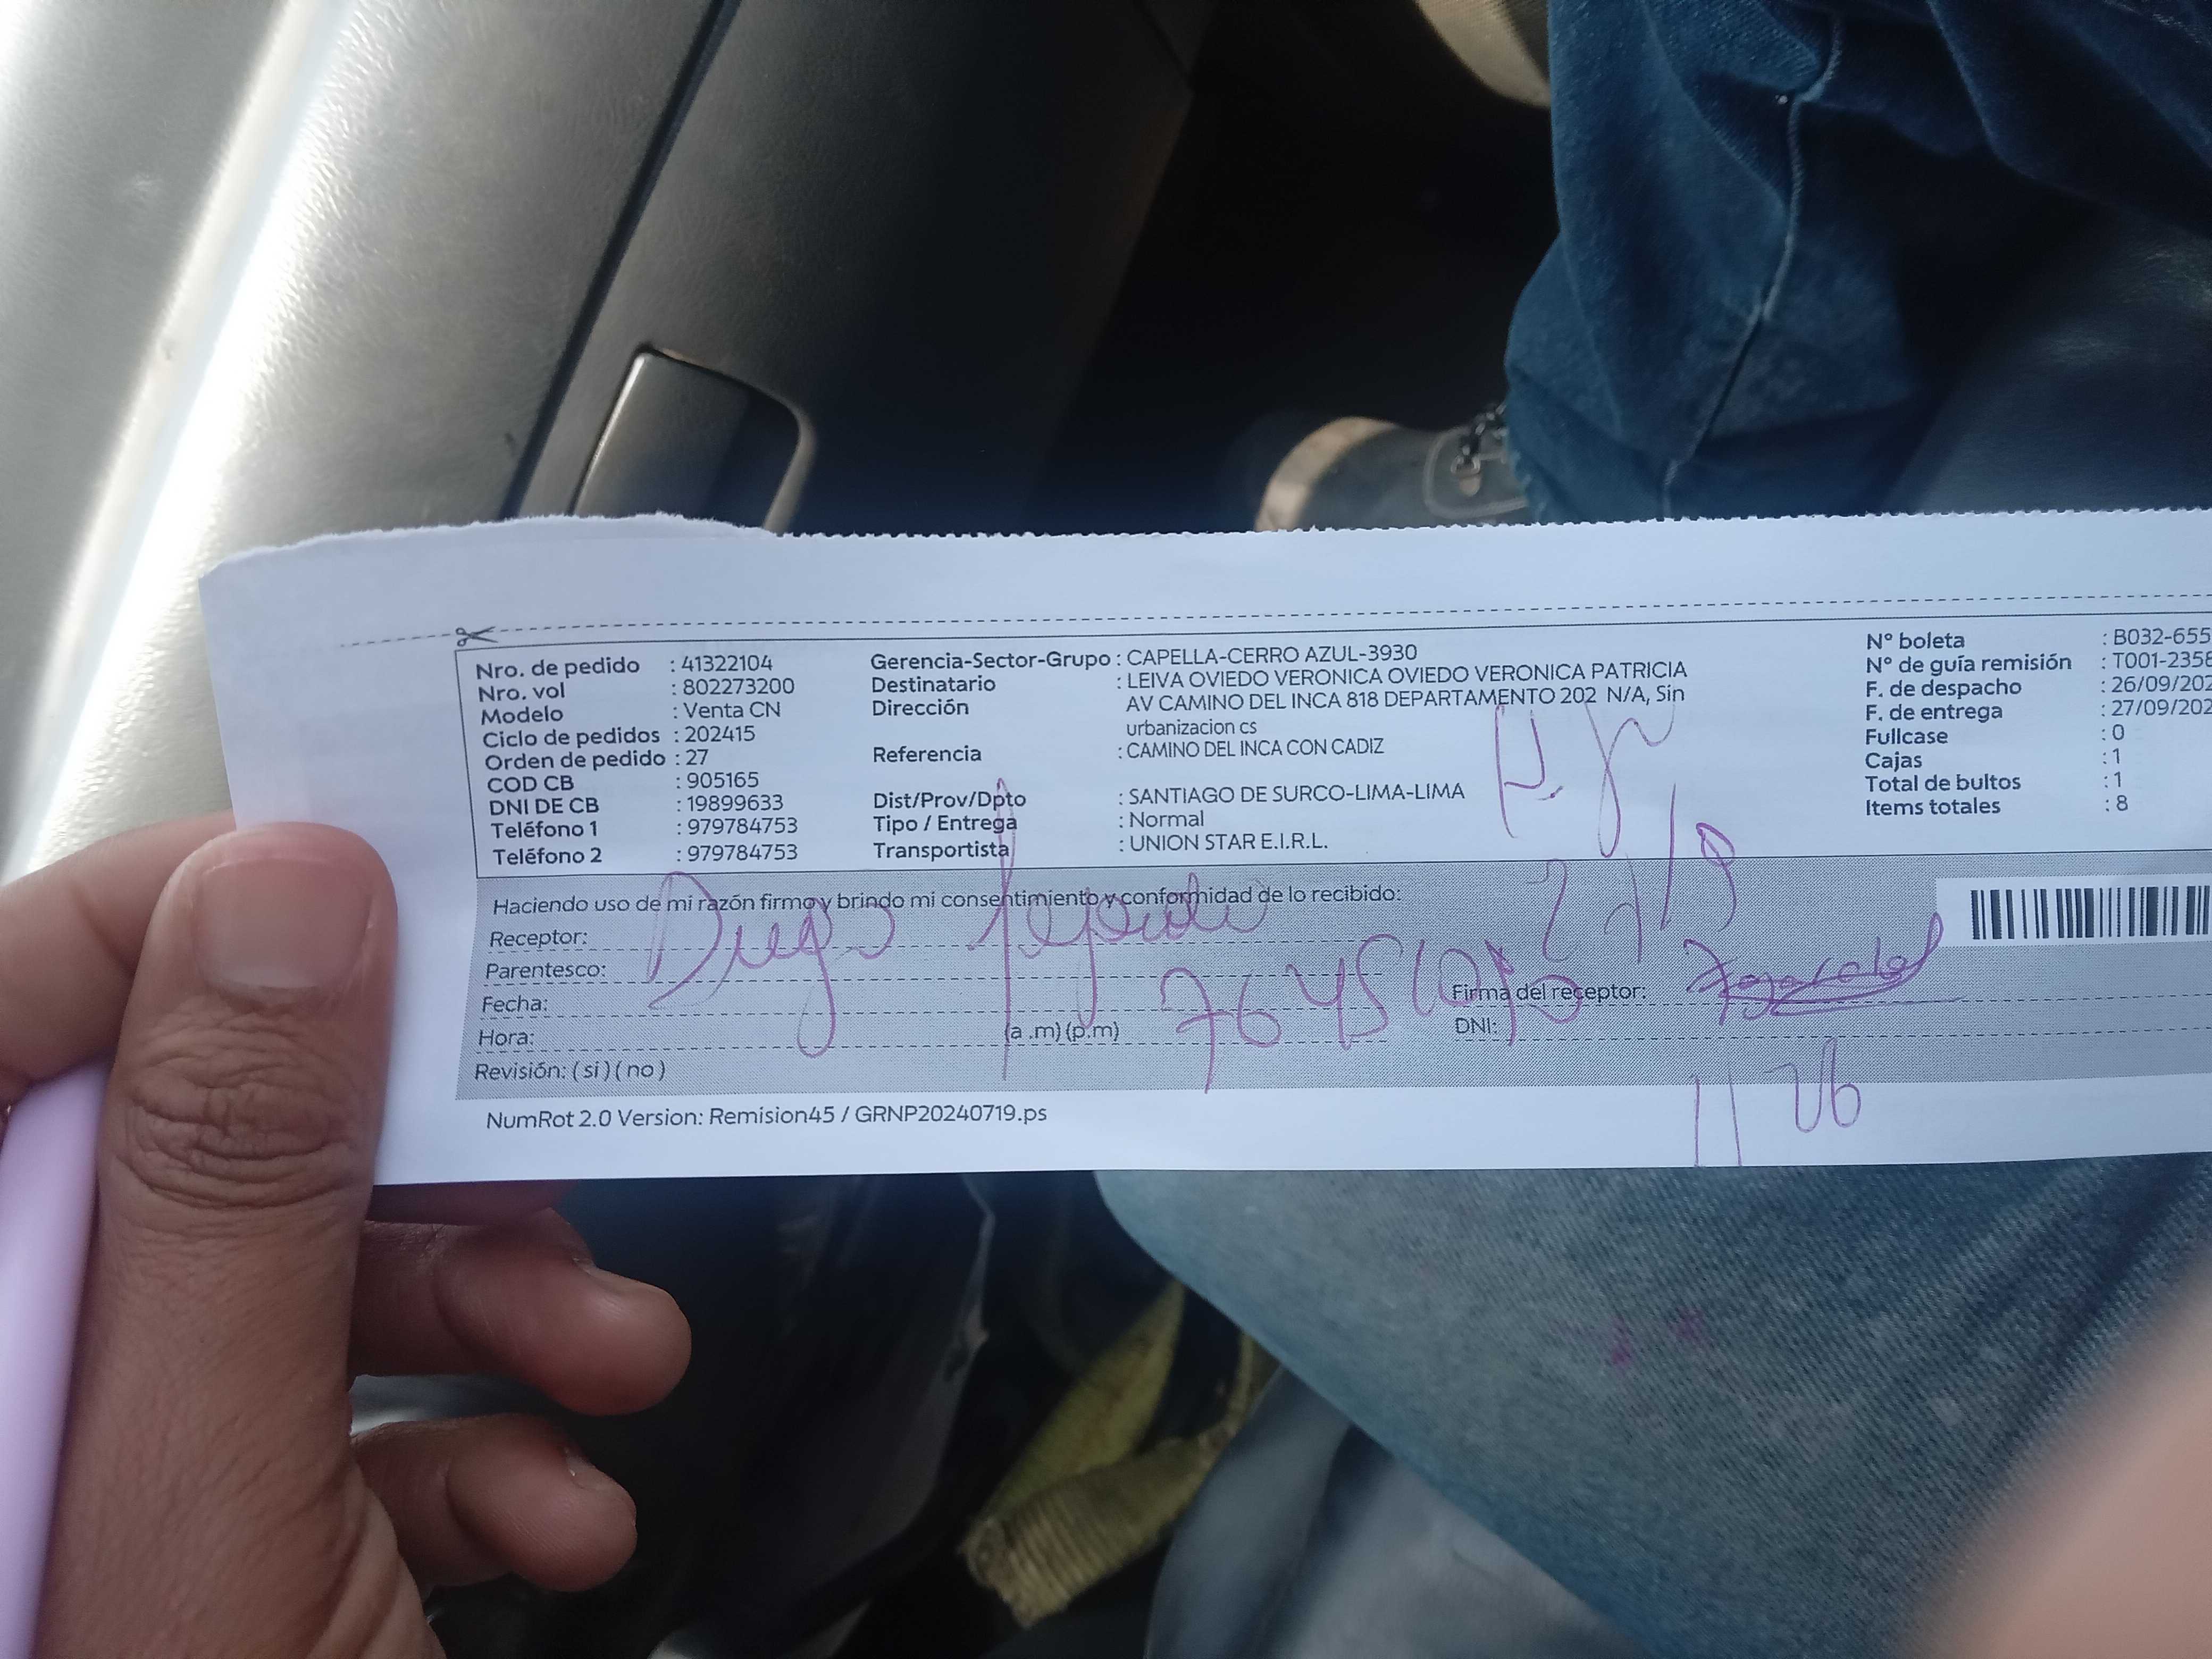 Nro. de pedido : 41322104
Nro. vol : 802273200
Modelo : Venta CN
Ciclo de pedidos : 202415
Orden de pedido : 27
COD CB : 905165
DNI DE CB : 19899633
Teléfono 1 : 979784753
Teléfono 2 : 979784753
Gerencia-Sector-Grupo : CAPELLA-CERRO AZUL-3930
Destinatario : LEIVA OVIEDO VERONICA OVIEDO VERONICA PATRICIA
Dirección AV CAMINO DEL INCA 818 DEPARTAMENTO 202 N/A, Sin
urbanizacion cs
Referencia : CAMINO DEL INCA CON CADIZ
Dist/Prov/Dpto : SANTIAGO DE SURCO-LIMA-LIMA
Tipo / Entrega : Normal
Transportista : UNION STAR E.I.R.L.
N° boleta : B032-655
N° de guía remisión : T001-2358
F. de despacho : 26/09/202
F. de entrega : 27/09/202
Fullcase : 0
Cajas : 1
Total de bultos : 1
Items totales : 8
Haciendo uso de mi razón firmo y brindo mi consentimiento y conformidad de lo recibido:
Receptor:
Diego
Parentesco:
Fecha:
Hora: (a .m) (p.m)
Revisión: ( si ) ( no )
Firma del receptor:
DNI:
11 26
NumRot 2.0 Version: Remision45 / GRNP20240719.ps